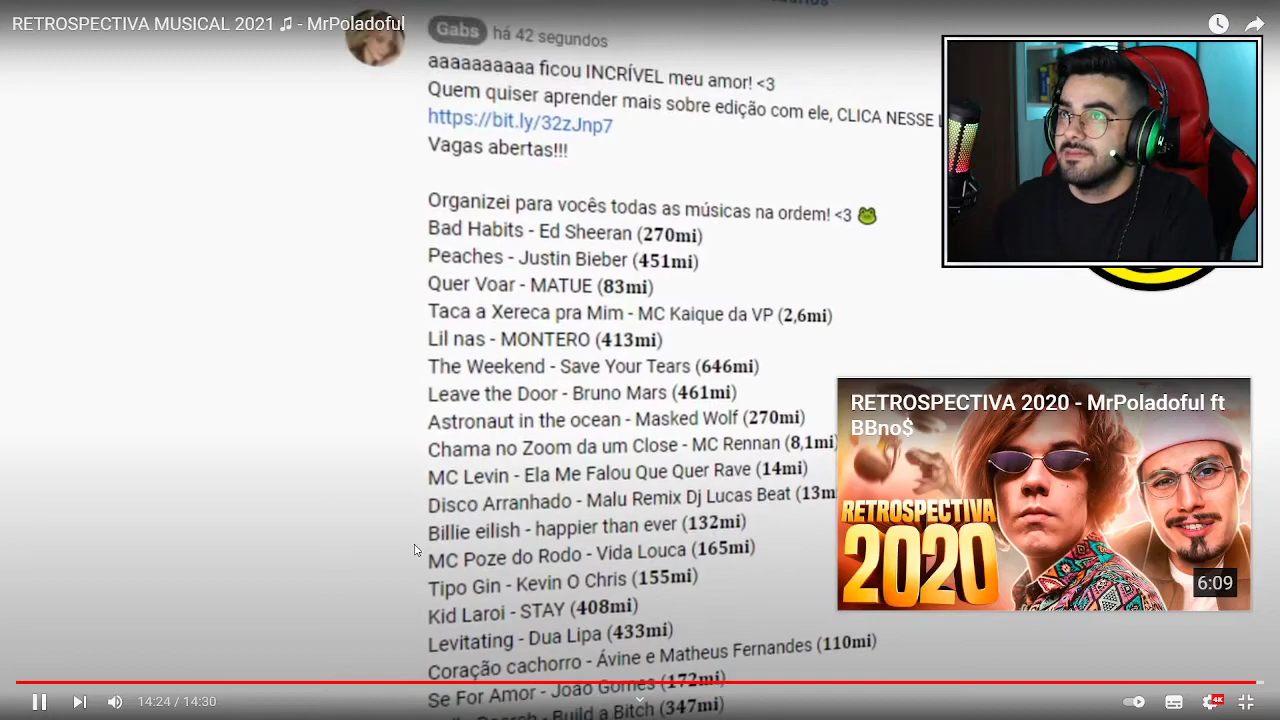 RETROSPECTIVA MUSICAL 2021 ♫ - MrPoladoful
Gabs há 42 segundos
aaaaaaaaaa ficou INCRÍVEL meu amor! <3
Quem quiser aprender mais sobre edição com ele, CLICA NESSE
https://bit.ly/32zJnp7
Vagas abertas!!!
Organizei para vocês todas as músicas na ordem! <3 🐸
Bad Habits - Ed Sheeran (270mi)
Peaches - Justin Bieber (451mi)
Quer Voar - MATUE (83mi)
Taca a Xereca pra Mim - MC Kaique da VP (2,6mi)
Lil nas - MONTERO (413mi)
The Weekend - Save Your Tears (646mi)
Leave the Door - Bruno Mars (461mi)
Astronaut in the ocean - Masked Wolf (270mi)
Chama no Zoom da um Close - MC Rennan (8,1mi)
MC Levin - Ela Me Falou Que Quer Rave (14mi)
Disco Arranhado - Malu Remix Dj Lucas Beat (13m
Billie eilish - happier than ever (132mi)
MC Poze do Rodo - Vida Louca (165mi)
Tipo Gin - Kevin O Chris (155mi)
Kid Laroi - STAY (408mi)
Levitating - Dua Lipa (433mi)
Coração cachorro - Ávine e Matheus Fernandes (110mi)
Se For Amor - João Gomes (172mi)
- Build a Bitch (347mi)
RETROSPECTIVA 2020 - MrPoladoful ft
BBno$
RETROSPECTIVA
2020
6:09
14:24 / 14:30
4K